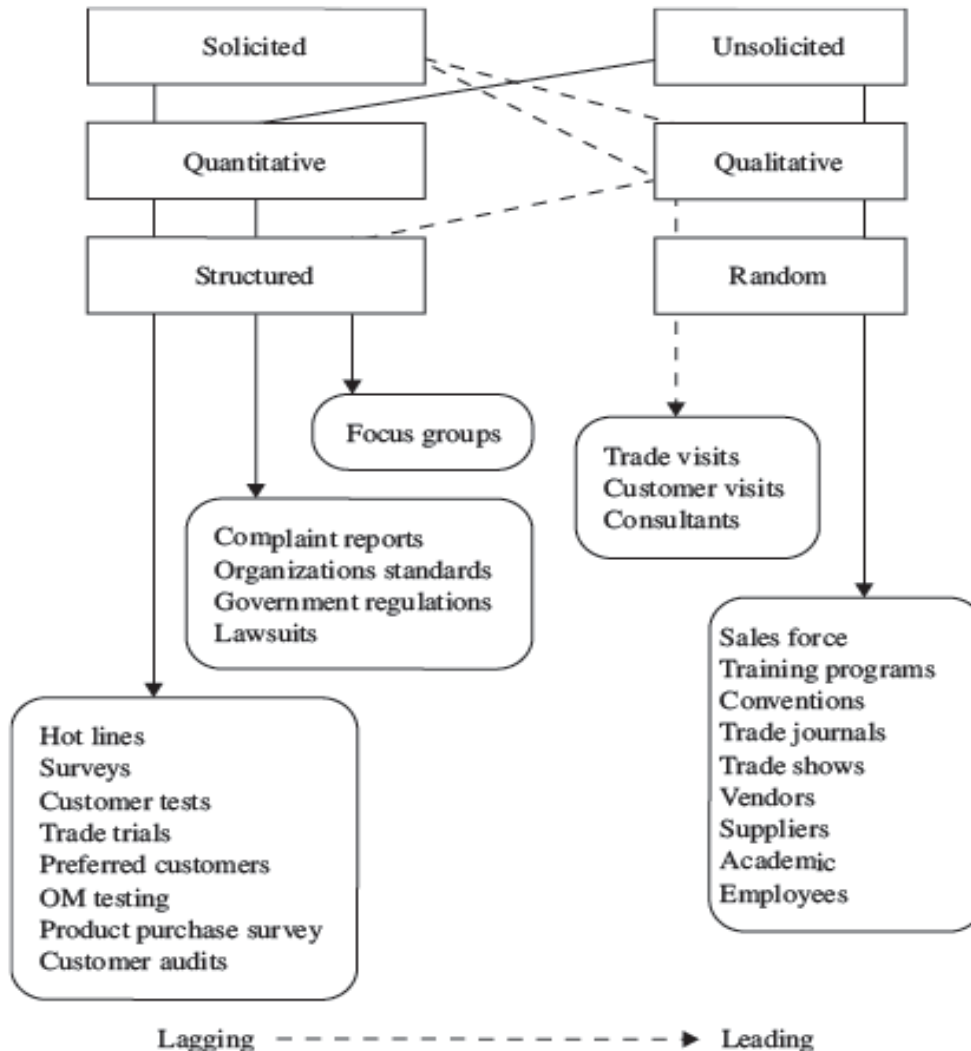 Solicited
Unsolicited
Quantitative
Qualitative
Structured
Random
Focus groups
Trade visits
Customer visits
Consultants
Complaint reports
Organizations standards
Government regulations
Lawsuits
Sales force
Training programs
Conventions
Trade journals
Trade shows
Vendors
Suppliers
Academic
Employees
Hot lines
Surveys
Customer tests
Trade trials
Preferred customers
OM testing
Product purchase survey
Customer audits
Lagging
Leading